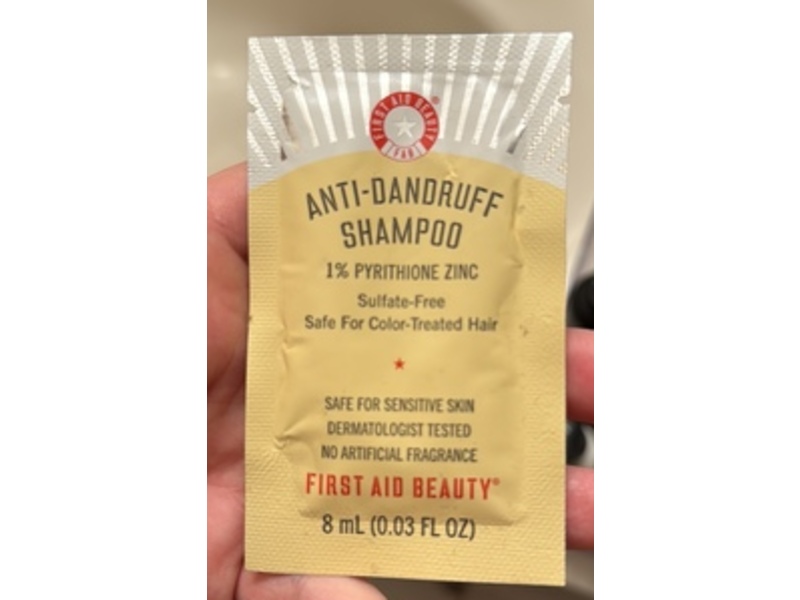 FIRST AID BEAUTY®
FAB
ANTI-DANDRUFF
SHAMPOO
1% PYRITHIONE ZINC
Sulfate-Free
Safe For Color-Treated Hair
SAFE FOR SENSITIVE SKIN
DERMATOLOGIST TESTED
NO ARTIFICIAL FRAGRANCE
FIRST AID BEAUTY®
8 mL (0.03 FL OZ)